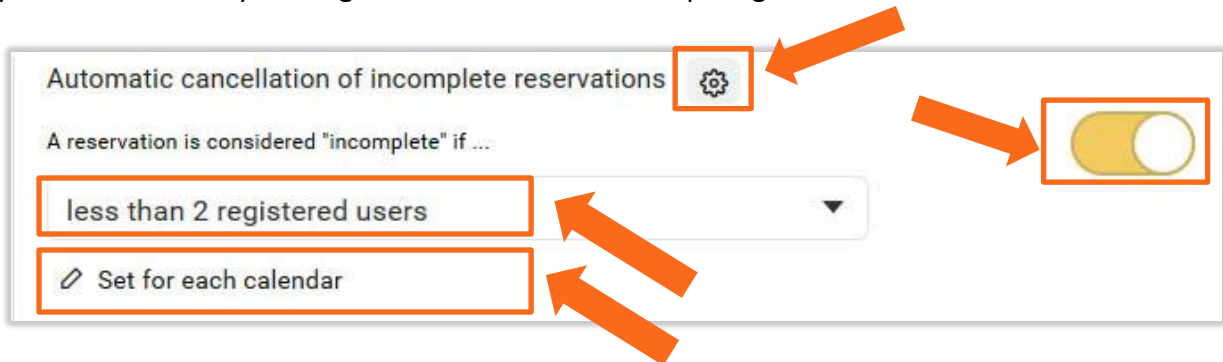 Automatic cancellation of incomplete reservations
A reservation is considered "incomplete" if ...
less than 2 registered users
Set for each calendar